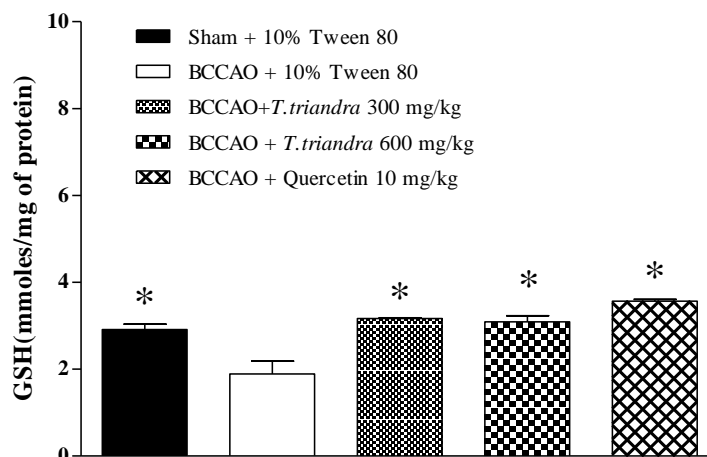 10
8
6
4
2
0
GSH(mmoles/mg of protein)
Sham + 10% Tween 80
BCCAO + 10% Tween 80
BCCAO+T.triandra 300 mg/kg
BCCAO + T.triandra 600 mg/kg
BCCAO + Quercetin 10 mg/kg
*
*
*
*